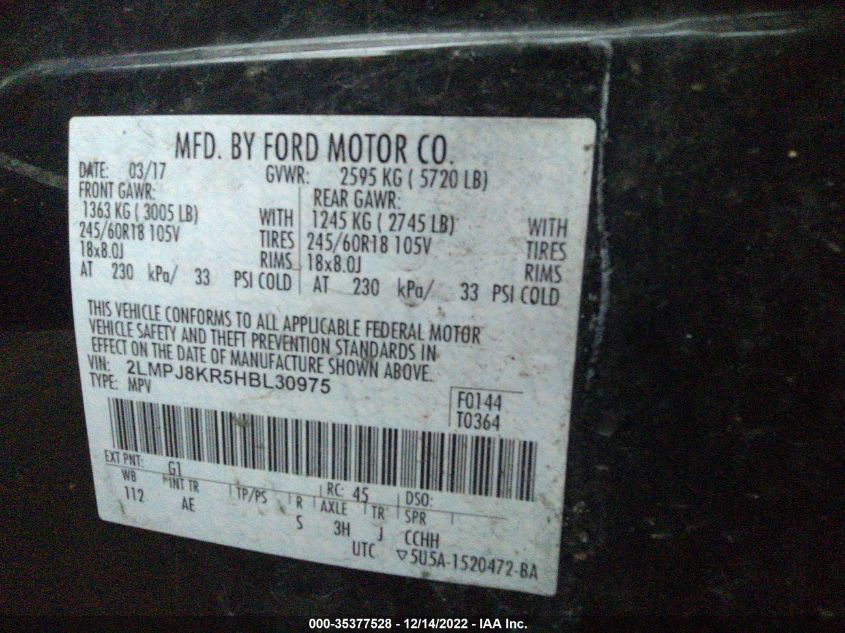 MFD. BY FORD MOTOR CO.
DATE: 03/17 GVWR: 2595 KG ( 5720 LB)
FRONT GAWR: REAR GAWR:
1363 KG ( 3005 LB) WITH 1245 KG ( 2745 LB) WITH
245/60R18 105V TIRES 245/60R18 105V TIRES
18x8.0J RIMS 18x8.0J RIMS
AT 230 kPa/ 33 PSI COLD AT 230 kPa/ 33 PSI COLD
THIS VEHICLE CONFORMS TO ALL APPLICABLE FEDERAL MOTOR
VEHICLE SAFETY AND THEFT PREVENTION STANDARDS IN
EFFECT ON THE DATE OF MANUFACTURE SHOWN ABOVE.
VIN: 2LMPJ8KR5HBL30975
TYPE: MPV
F0144
T0364
EXT PNT: G1 RC: 45 DSO:
WB INT TR TP/PS R AXLE TR SPR
112 AE S 3H J CCHH
UTC ▽5U5A-1520472-BA
000-35377528 - 12/14/2022 - IAA Inc.